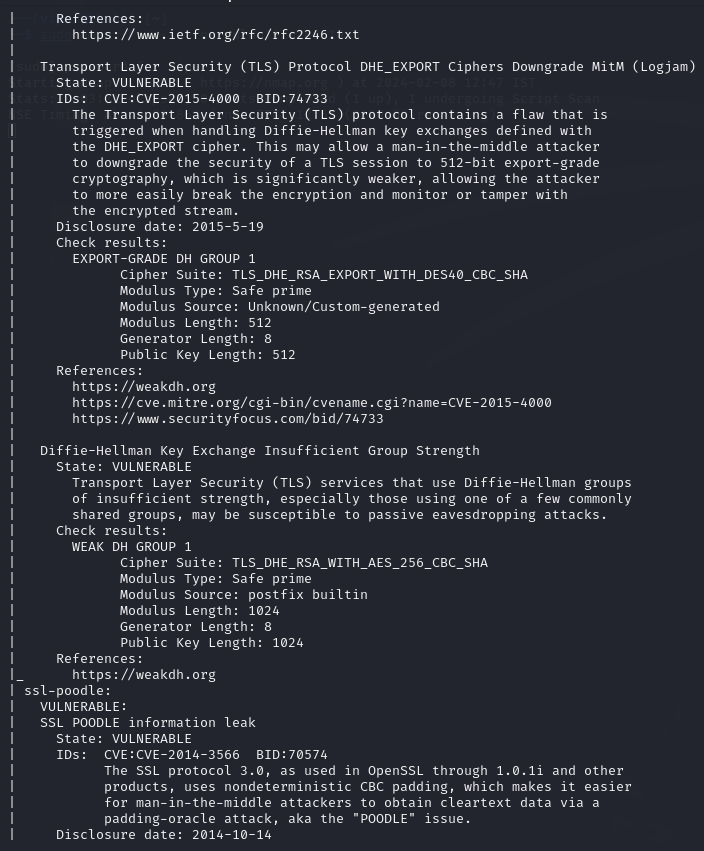 |     References:
|       https://www.ietf.org/rfc/rfc2246.txt
|
|   Transport Layer Security (TLS) Protocol DHE_EXPORT Ciphers Downgrade MitM (Logjam)
|     State: VULNERABLE
|     IDs:  CVE:CVE-2015-4000  BID:74733
|       The Transport Layer Security (TLS) protocol contains a flaw that is
|       triggered when handling Diffie-Hellman key exchanges defined with
|       the DHE_EXPORT cipher. This may allow a man-in-the-middle attacker
|       to downgrade the security of a TLS session to 512-bit export-grade
|       cryptography, which is significantly weaker, allowing the attacker
|       to more easily break the encryption and monitor or tamper with
|       the encrypted stream.
|     Disclosure date: 2015-5-19
|     Check results:
|       EXPORT-GRADE DH GROUP 1
|             Cipher Suite: TLS_DHE_RSA_EXPORT_WITH_DES40_CBC_SHA
|             Modulus Type: Safe prime
|             Modulus Source: Unknown/Custom-generated
|             Modulus Length: 512
|             Generator Length: 8
|             Public Key Length: 512
|     References:
|       https://weakdh.org
|       https://cve.mitre.org/cgi-bin/cvename.cgi?name=CVE-2015-4000
|       https://www.securityfocus.com/bid/74733
|
|   Diffie-Hellman Key Exchange Insufficient Group Strength
|     State: VULNERABLE
|       Transport Layer Security (TLS) services that use Diffie-Hellman groups
|       of insufficient strength, especially those using one of a few commonly
|       shared groups, may be susceptible to passive eavesdropping attacks.
|     Check results:
|       WEAK DH GROUP 1
|             Cipher Suite: TLS_DHE_RSA_WITH_AES_256_CBC_SHA
|             Modulus Type: Safe prime
|             Modulus Source: postfix builtin
|             Modulus Length: 1024
|             Generator Length: 8
|             Public Key Length: 1024
|     References:
|_      https://weakdh.org
| ssl-poodle:
|   VULNERABLE:
|   SSL POODLE information leak
|     State: VULNERABLE
|     IDs:  CVE:CVE-2014-3566  BID:70574
|           The SSL protocol 3.0, as used in OpenSSL through 1.0.1i and other
|           products, uses nondeterministic CBC padding, which makes it easier
|           for man-in-the-middle attackers to obtain cleartext data via a
|           padding-oracle attack, aka the "POODLE" issue.
|     Disclosure date: 2014-10-14